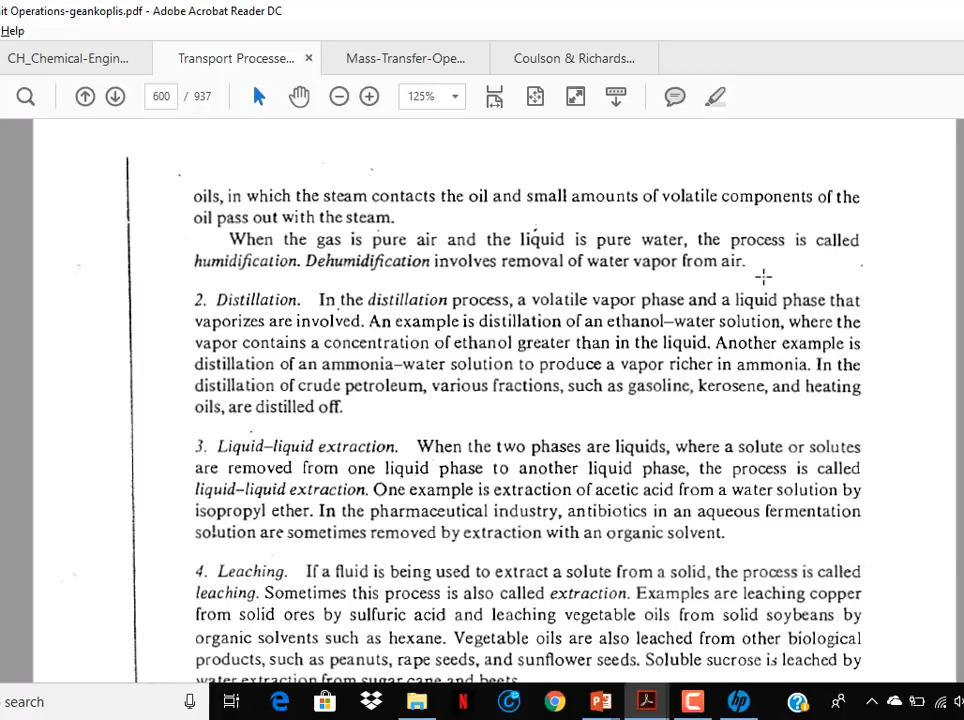 it Operations-geankoplis.pdf - Adobe Acrobat Reader DC
Help
CH_Chemical-Engin... Transport Processe... × Mass-Transfer-Ope... Coulson & Richards...
600 / 937 125%
oils, in which the steam contacts the oil and small amounts of volatile components of the
oil pass out with the steam.
When the gas is pure air and the liquid is pure water, the process is called
humidification. Dehumidification involves removal of water vapor from air.
2. Distillation. In the distillation process, a volatile vapor phase and a liquid phase that
vaporizes are involved. An example is distillation of an ethanol–water solution, where the
vapor contains a concentration of ethanol greater than in the liquid. Another example is
distillation of an ammonia–water solution to produce a vapor richer in ammonia. In the
distillation of crude petroleum, various fractions, such as gasoline, kerosene, and heating
oils, are distilled off.
3. Liquid–liquid extraction. When the two phases are liquids, where a solute or solutes
are removed from one liquid phase to another liquid phase, the process is called
liquid–liquid extraction. One example is extraction of acetic acid from a water solution by
isopropyl ether. In the pharmaceutical industry, antibiotics in an aqueous fermentation
solution are sometimes removed by extraction with an organic solvent.
4. Leaching. If a fluid is being used to extract a solute from a solid, the process is called
leaching. Sometimes this process is also called extraction. Examples are leaching copper
from solid ores by sulfuric acid and leaching vegetable oils from solid soybeans by
organic solvents such as hexane. Vegetable oils are also leached from other biological
products, such as peanuts, rape seeds, and sunflower seeds. Soluble sucrose is leached by
water extraction from sugar cane and beets.
search